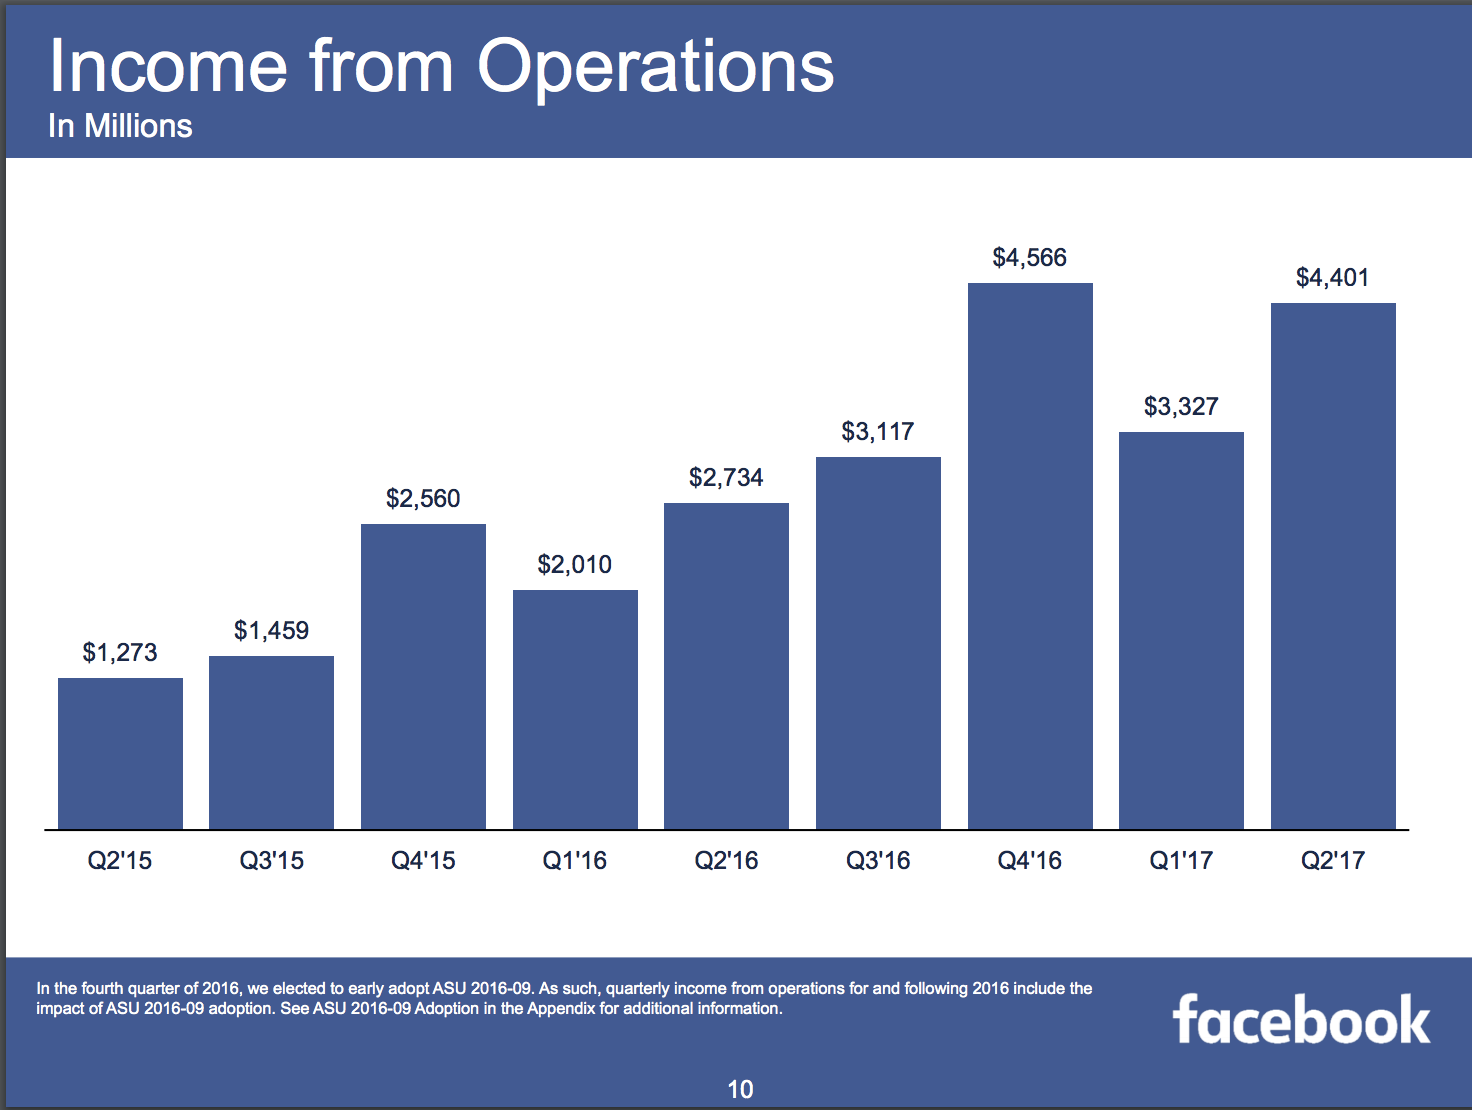 Income from Operations
In Millions
$1,273
$1,459
$2,560
$2,010
$2,734
$3,117
$4,566
$3,327
$4,401
Q2'15
Q3'15
Q4'15
Q1'16
Q2'16
Q3'16
Q4'16
Q1'17
Q2'17
In the fourth quarter of 2016, we elected to early adopt ASU 2016-09. As such, quarterly income from operations for and following 2016 include the
impact of ASU 2016-09 adoption. See ASU 2016-09 Adoption in the Appendix for additional information.
facebook
10